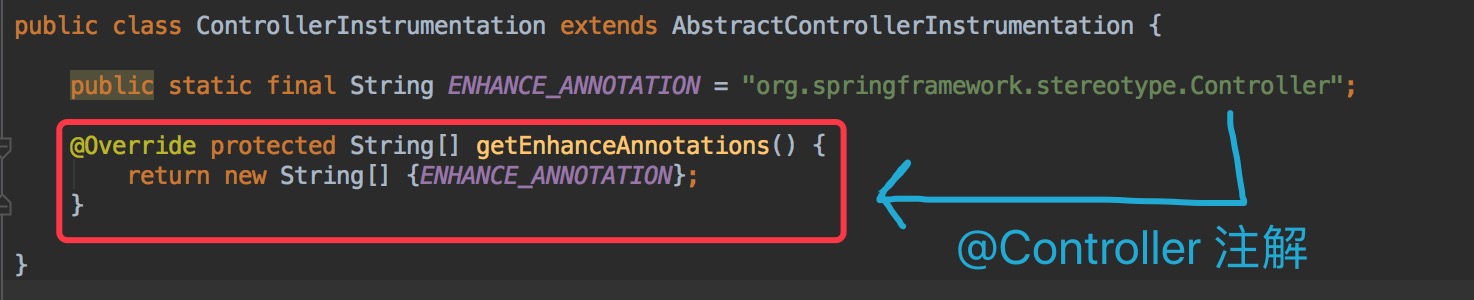 public class ControllerInstrumentation extends AbstractControllerInstrumentation {
public static final String ENHANCE_ANNOTATION = "org.springframework.stereotype.Controller";
@Override protected String[] getEnhanceAnnotations() {
return new String[] {ENHANCE_ANNOTATION};
}
@Controller 注解
}